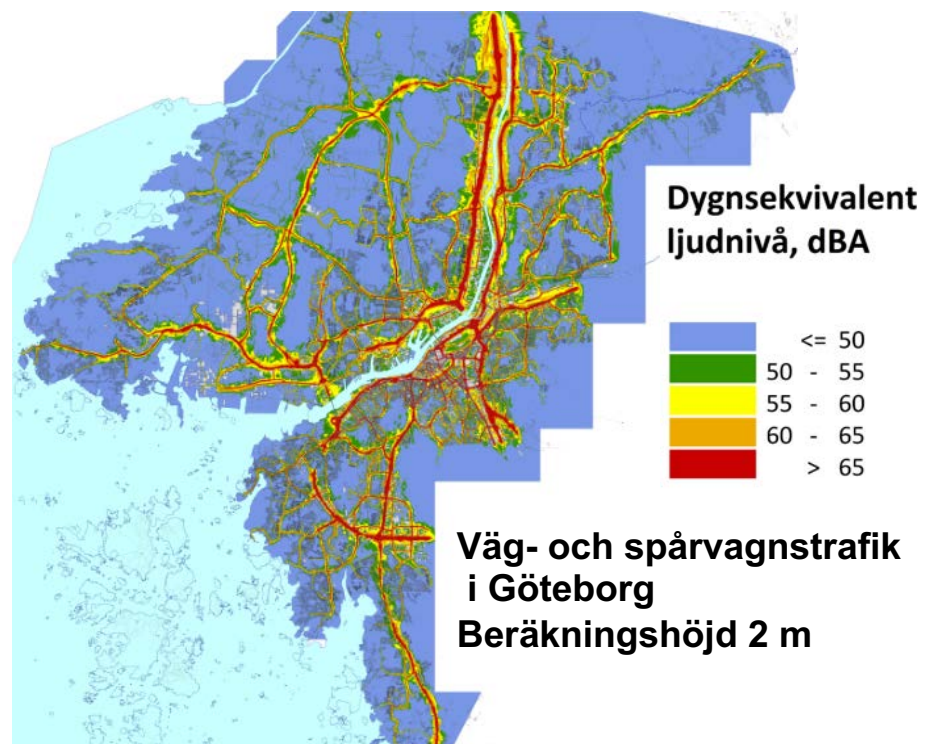 Dygnsekvivalent
ljudnivå, dBA
<= 50
50 - 55
55 - 60
60 - 65
> 65
Väg- och spårvagnstrafik
i Göteborg
Beräkningshöjd 2 m